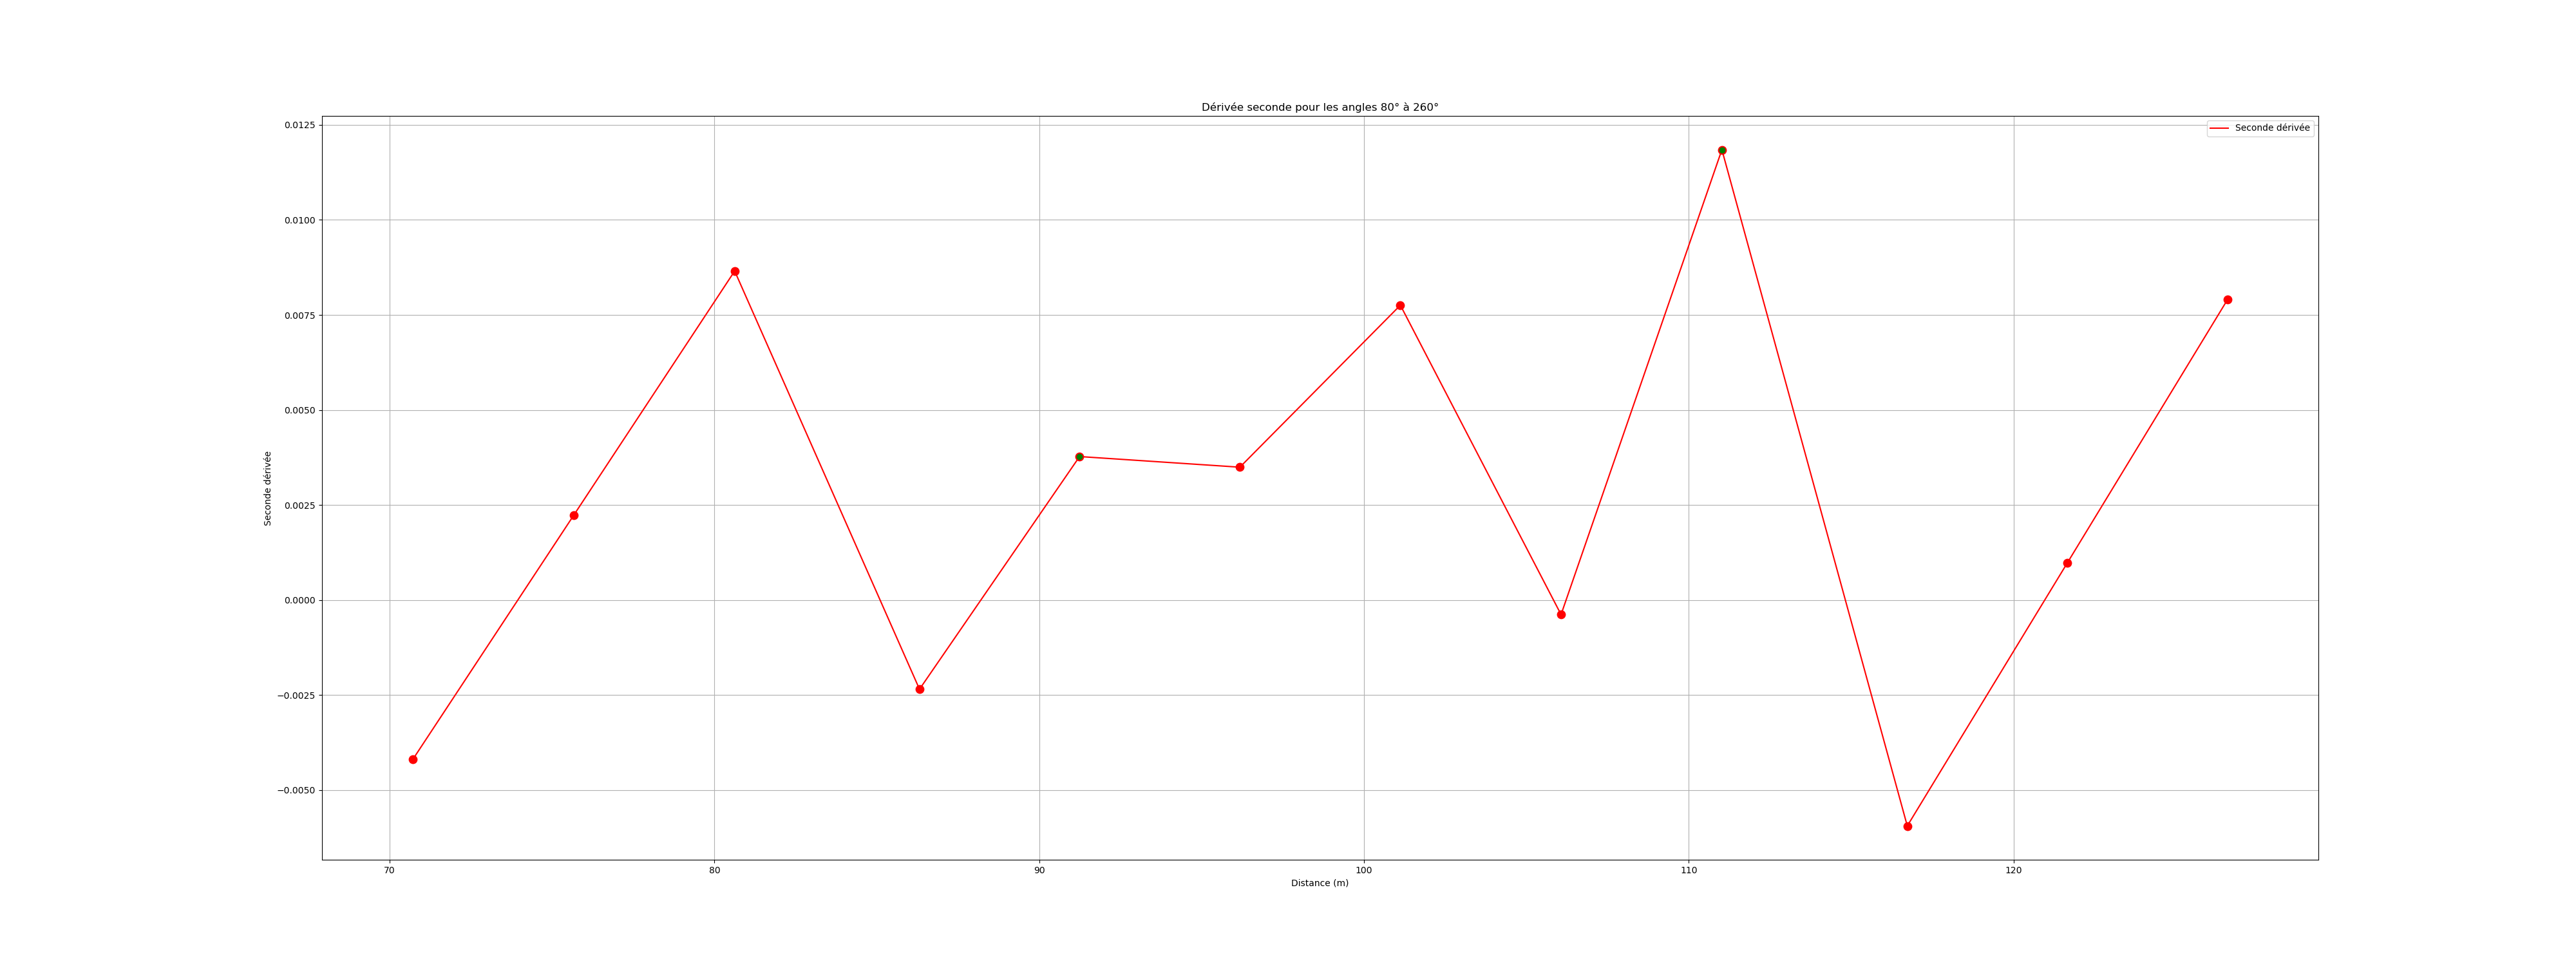 Dérivée seconde pour les angles 80° à 260°
Seconde dérivée
0.0125
0.0100
0.0075
0.0050
0.0025
0.0000
−0.0025
−0.0050
Seconde dérivée
70 80 90 100 110 120
Distance (m)